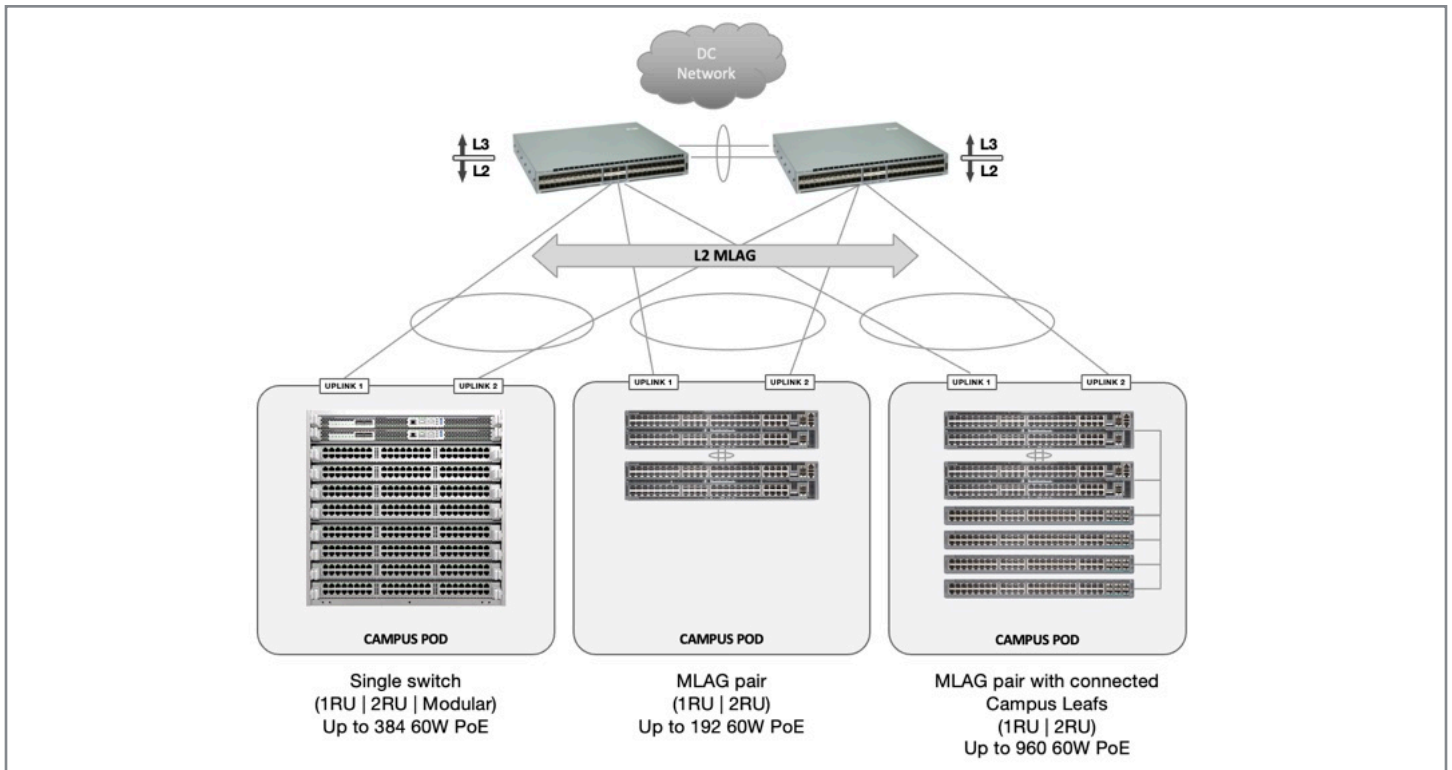 DC
Network
L3
L2
L3
L2
L2 MLAG
UPLINK 1
UPLINK 2
UPLINK 1
UPLINK 2
UPLINK 1
UPLINK 2
CAMPUS POD
CAMPUS POD
CAMPUS POD
Single switch
(1RU | 2RU | Modular)
Up to 384 60W PoE
MLAG pair
(1RU | 2RU)
Up to 192 60W PoE
MLAG pair with connected
Campus Leafs
(1RU | 2RU)
Up to 960 60W PoE